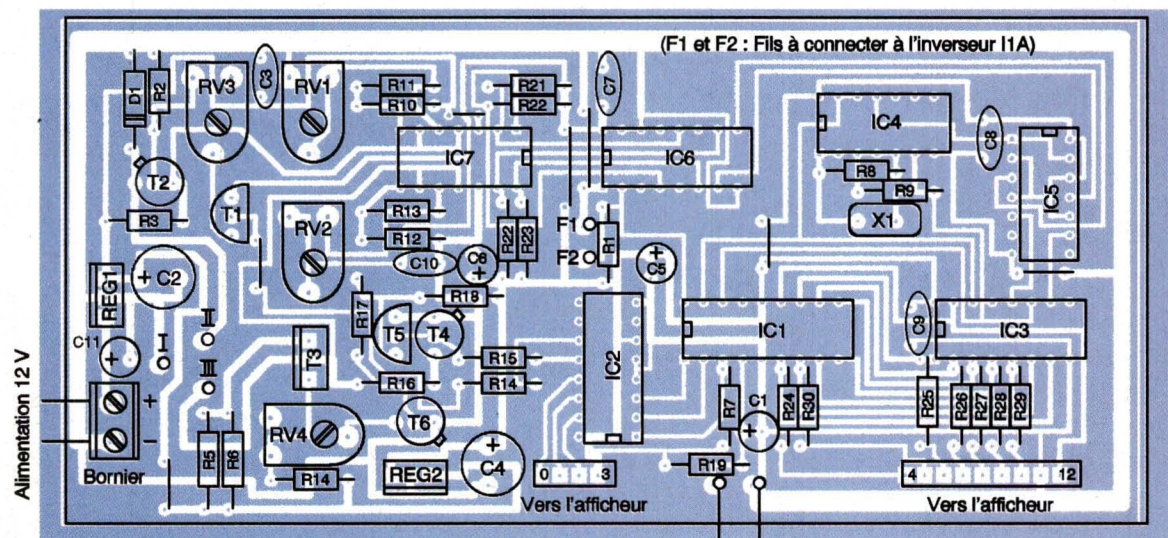 (F1 et F2 : Fils à connecter à l'inverseur I1A)
D1
R2
RV3
C3
RV1
R11
R10
R21
R22
C7
IC7
IC6
IC4
C8
IC5
R8
R9
X1
T2
R3
T1
RV2
R13
R12
C10
C6
R22
R23
F1
F2
R1
C5
REG1
C2
C11
I
II
III
R17
R18
T5
T4
T3
R15
R14
R16
T6
IC2
IC1
C9
IC3
R7
C1
R24
R30
R25
R26
R27
R28
R29
Alimentation 12 V
+
−
Bornier
R5
R6
RV4
R14
REG2
C4
0
3
Vers l'afficheur
R19
4
12
Vers l'afficheur